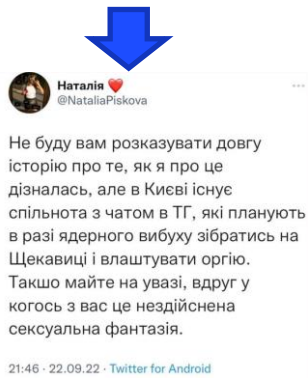 Наталія ❤️
@NataliaPiskova
Не буду вам розказувати довгу
історію про те, як я про це
дізналась, але в Києві існує
спільнота з чатом в ТГ, які планують
в разі ядерного вибуху зібратись на
Щекавиці і влаштувати оргію.
Такшо майте на увазі, вдруг у
когось з вас це нездійснена
сексуальна фантазія.
21:46 · 22.09.22 · Twitter for Android